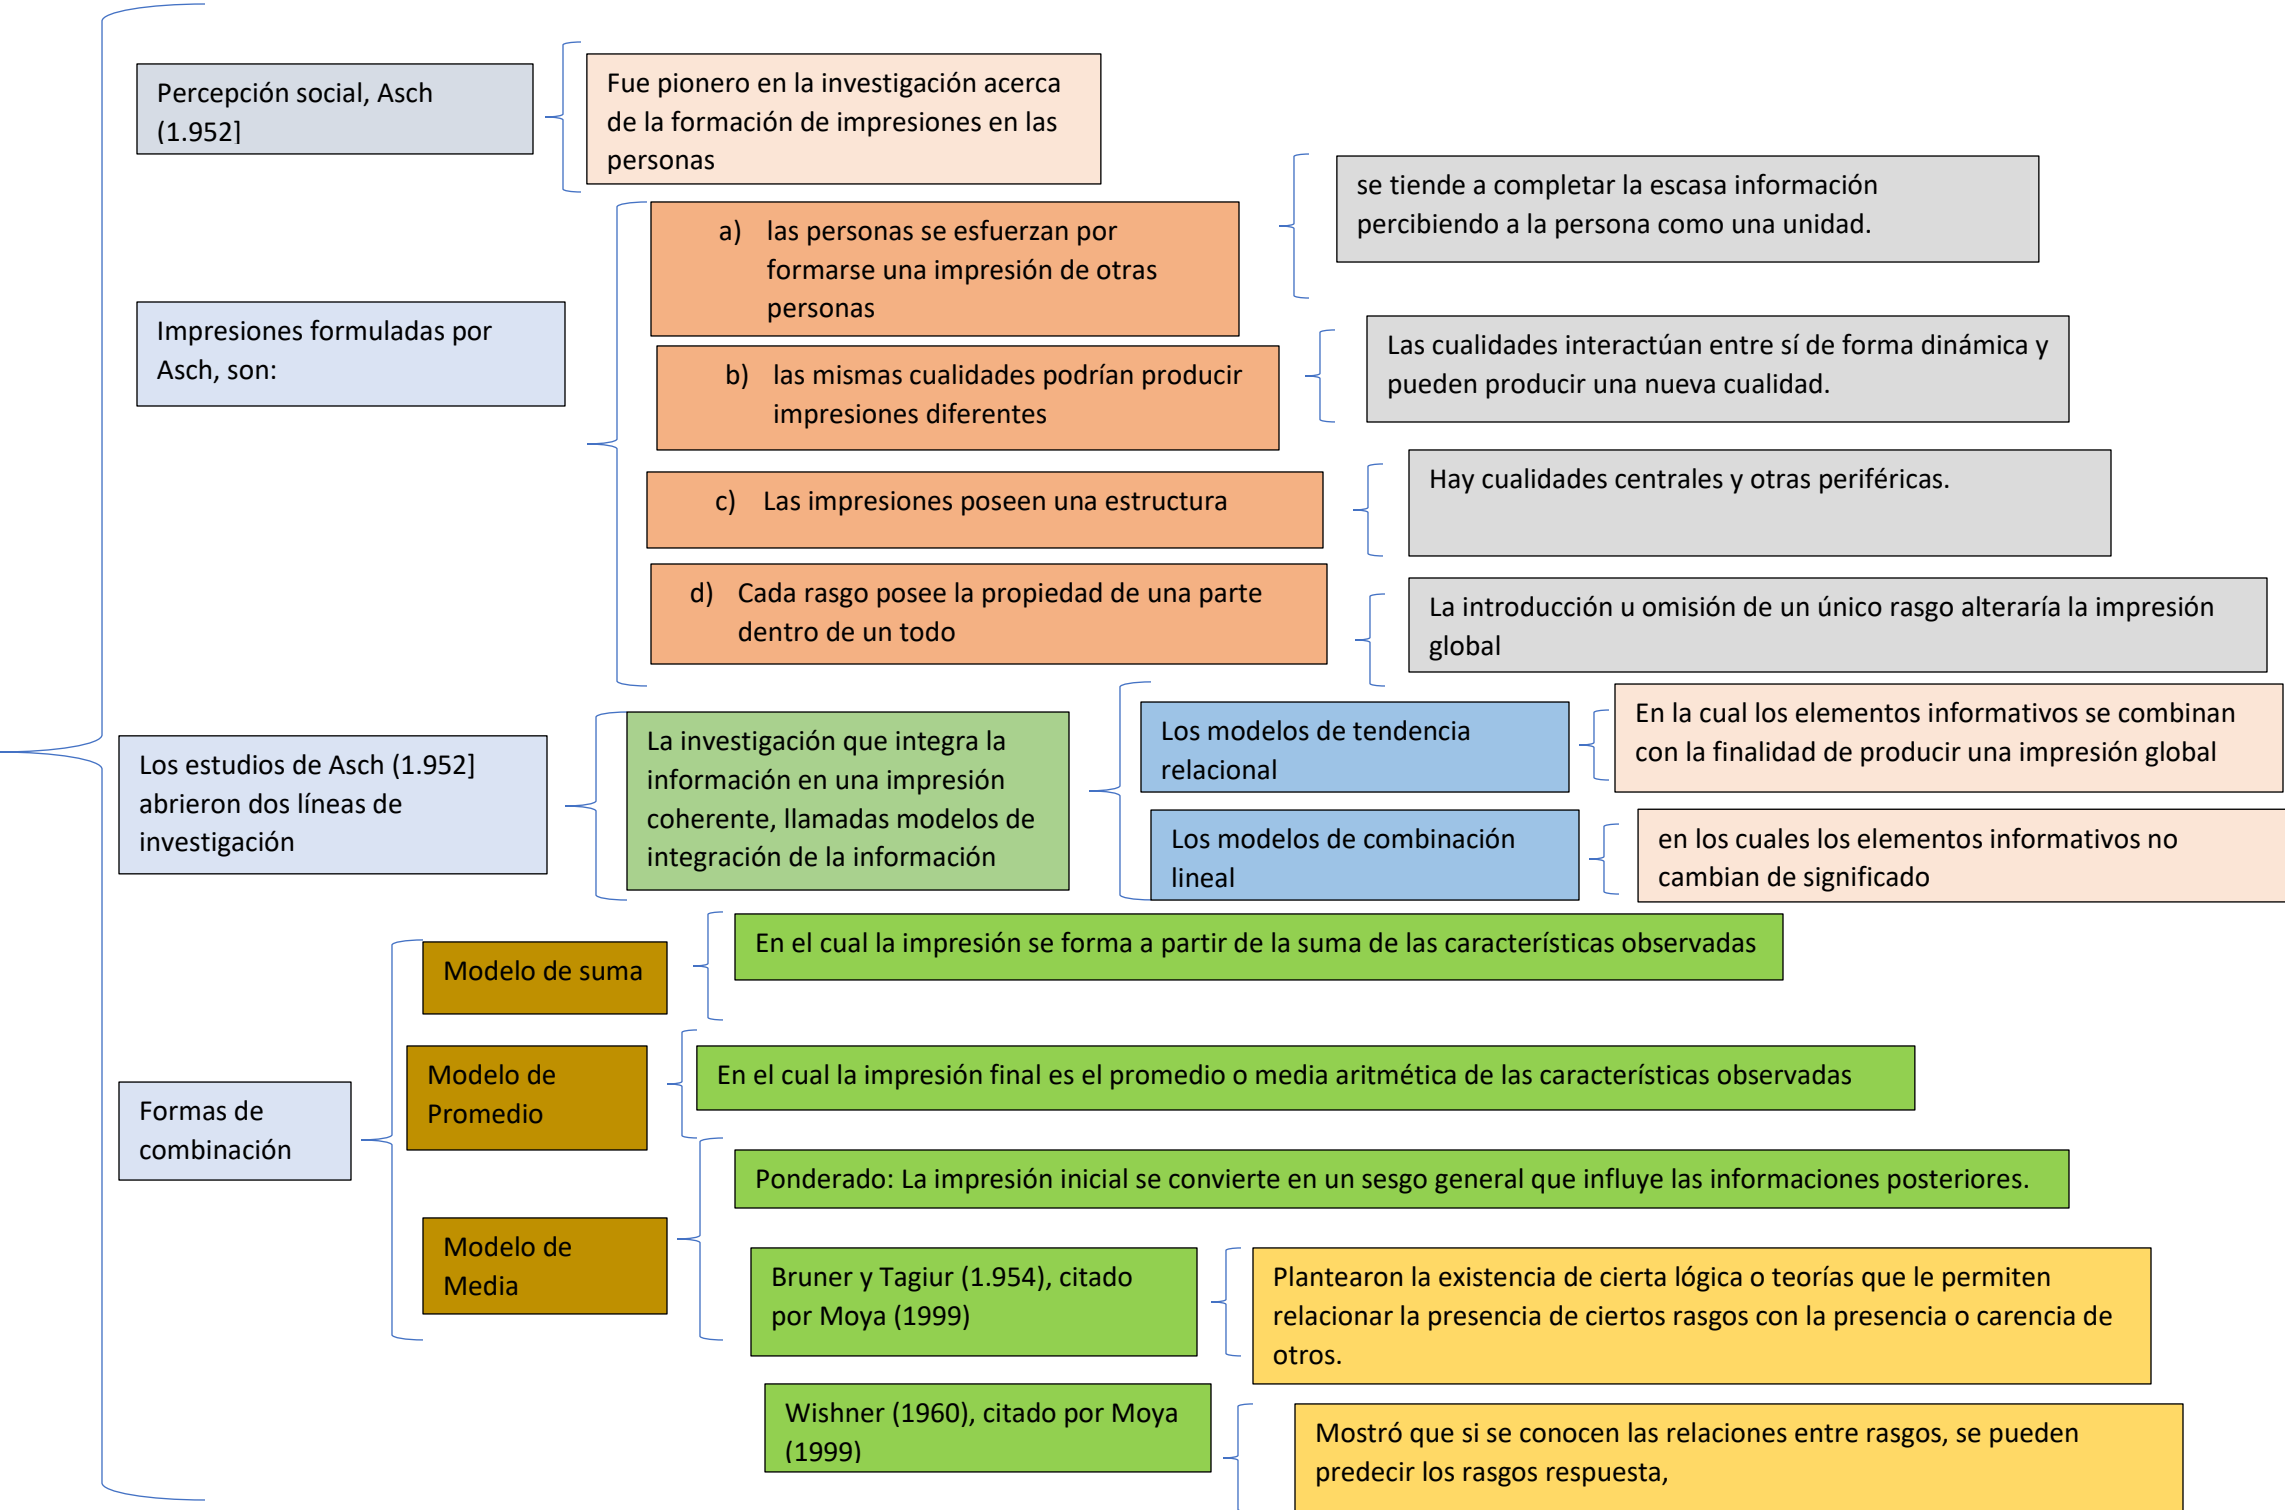 Percepción social, Asch
(1.952]
Fue pionero en la investigación acerca
de la formación de impresiones en las
personas
Impresiones formuladas por
Asch, son:
a) las personas se esfuerzan por
formarse una impresión de otras
personas
se tiende a completar la escasa información
percibiendo a la persona como una unidad.
b) las mismas cualidades podrían producir
impresiones diferentes
Las cualidades interactúan entre sí de forma dinámica y
pueden producir una nueva cualidad.
c) Las impresiones poseen una estructura
Hay cualidades centrales y otras periféricas.
d) Cada rasgo posee la propiedad de una parte
dentro de un todo
La introducción u omisión de un único rasgo alteraría la impresión
global
Los estudios de Asch (1.952]
abrieron dos líneas de
investigación
La investigación que integra la
información en una impresión
coherente, llamadas modelos de
integración de la información
Los modelos de tendencia
relacional
En la cual los elementos informativos se combinan
con la finalidad de producir una impresión global
Los modelos de combinación
lineal
en los cuales los elementos informativos no
cambian de significado
Formas de
combinación
Modelo de suma
En el cual la impresión se forma a partir de la suma de las características observadas
Modelo de
Promedio
En el cual la impresión final es el promedio o media aritmética de las características observadas
Modelo de
Media
Ponderado: La impresión inicial se convierte en un sesgo general que influye las informaciones posteriores.
Bruner y Tagiur (1.954), citado
por Moya (1999)
Plantearon la existencia de cierta lógica o teorías que le permiten
relacionar la presencia de ciertos rasgos con la presencia o carencia de
otros.
Wishner (1960), citado por Moya
(1999)
Mostró que si se conocen las relaciones entre rasgos, se pueden
predecir los rasgos respuesta,